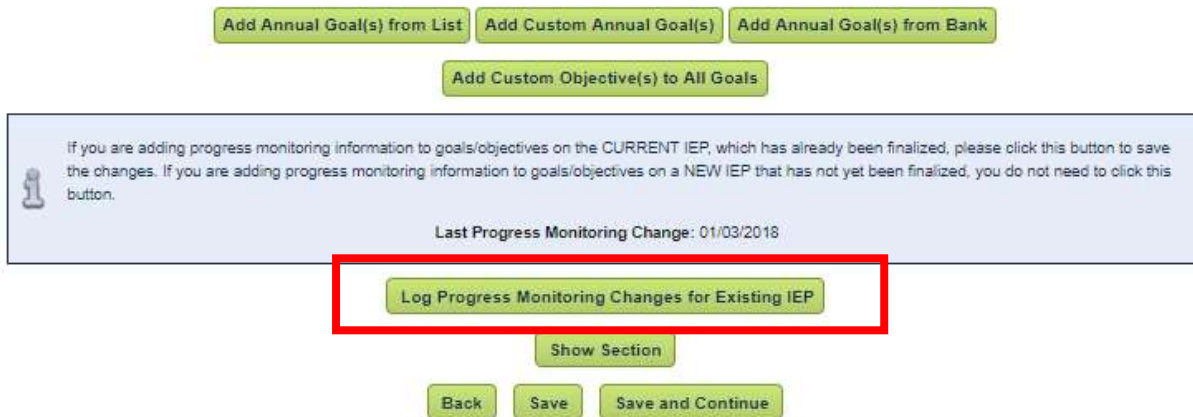 Add Annual Goal(s) from List Add Custom Annual Goal(s) Add Annual Goal(s) from Bank
Add Custom Objective(s) to All Goals
If you are adding progress monitoring information to goals/objectives on the CURRENT IEP, which has already been finalized, please click this button to save
the changes. If you are adding progress monitoring information to goals/objectives on a NEW IEP that has not yet been finalized, you do not need to click this
button.
Last Progress Monitoring Change: 01/03/2018
Log Progress Monitoring Changes for Existing IEP
Show Section
Back Save Save and Continue